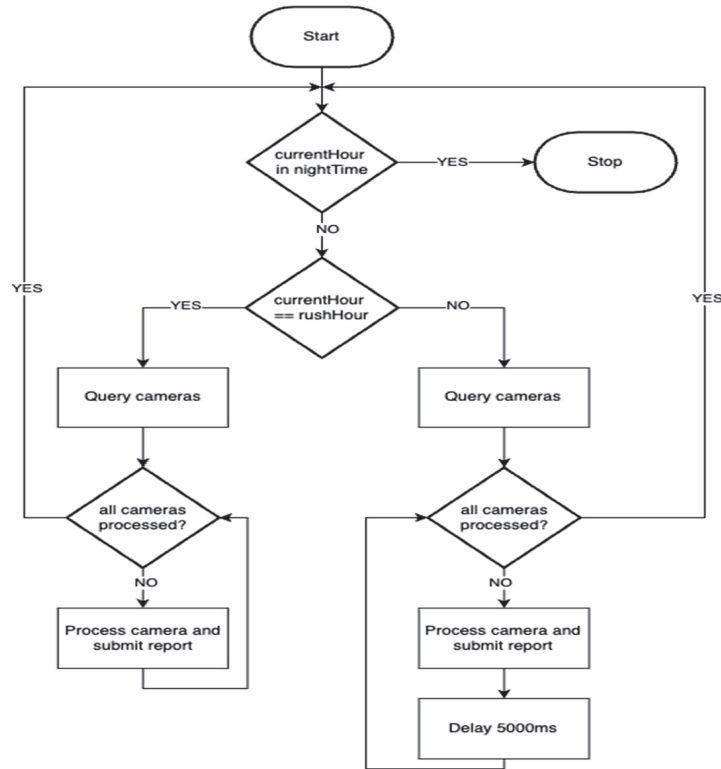 Start
currentHour
in nightTime
YES
Stop
NO
currentHour
== rushHour
YES
NO
YES
YES
Query cameras
Query cameras
all cameras
processed?
all cameras
processed?
NO
NO
Process camera and
submit report
Process camera and
submit report
Delay 5000ms